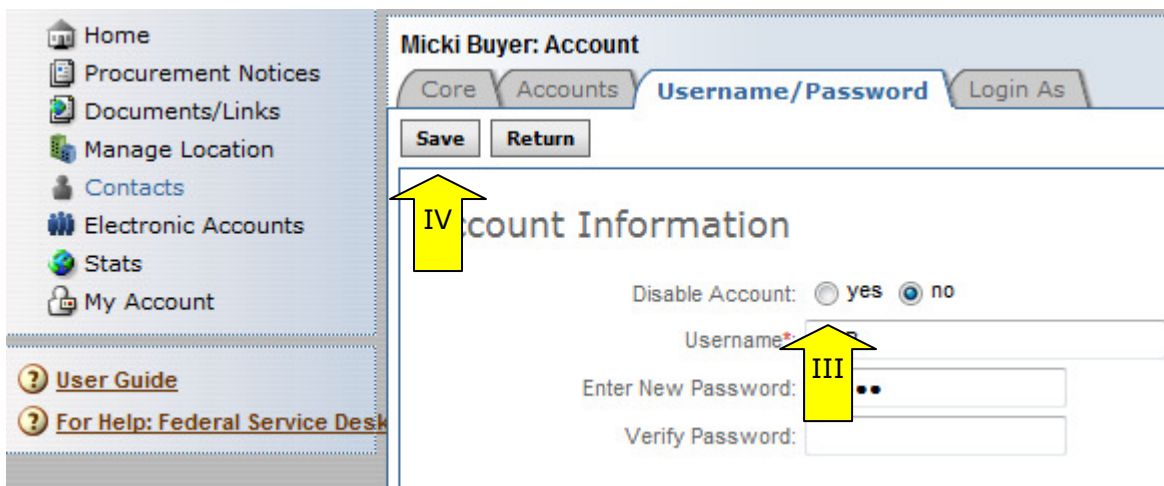 Home
Procurement Notices
Documents/Links
Manage Location
Contacts
Electronic Accounts
Stats
My Account
User Guide
For Help: Federal Service Desk
Micki Buyer: Account
Core Accounts Username/Password Login As
Save Return
IV
ccount Information
Disable Account: yes no
Username*:
III
Enter New Password:
Verify Password: